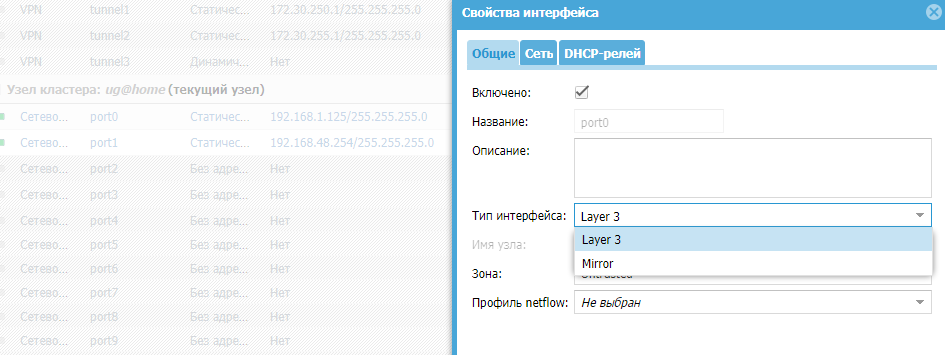 VPN tunnel1 Статичес... 172.30.250.1/255.255.255.0
VPN tunnel2 Статичес... 172.30.251.1/255.255.255.0
VPN tunnel3 Динамич... Нет
Узел кластера: ug@home (текущий узел)
Сетево... port0 Статичес... 192.168.1.125/255.255.255.0
Сетево... port1 Статичес... 192.168.48.254/255.255.255.0
Сетево... port2 Без адре... Нет
Сетево... port3 Без адре... Нет
Сетево... port4 Без адре... Нет
Сетево... port5 Без адре... Нет
Сетево... port6 Без адре... Нет
Сетево... port7 Без адре... Нет
Сетево... port8 Без адре... Нет
Сетево... port9 Без адре... Нет
Свойства интерфейса
Общие Сеть DHCP-релей
Включено:
Название: port0
Описание:
Тип интерфейса: Layer 3
Layer 3
Имя узла:
Mirror
Зона: Untrusted
Профиль netflow: Не выбран